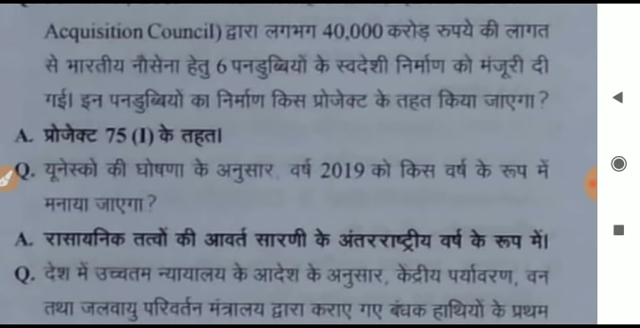 Acquisition Council) द्वारा लगभग 40,000 करोड़ रुपये की लागत
से भारतीय नौसेना हेतु 6 पनडुब्बियों के स्वदेशी निर्माण को मंजूरी दी
गई। इन पनडुब्बियों का निर्माण किस प्रोजेक्ट के तहत किया जाएगा?
A. प्रोजेक्ट 75 (I) के तहत।
Q. यूनेस्को की घोषणा के अनुसार, वर्ष 2019 को किस वर्ष के रूप में
मनाया जाएगा?
A. रासायनिक तत्वों की आवर्त सारणी के अंतरराष्ट्रीय वर्ष के रूप में।
Q. देश में उच्चतम न्यायालय के आदेश के अनुसार, केंद्रीय पर्यावरण, वन
तथा जलवायु परिवर्तन मंत्रालय द्वारा कराए गए बंधक हाथियों के प्रथम